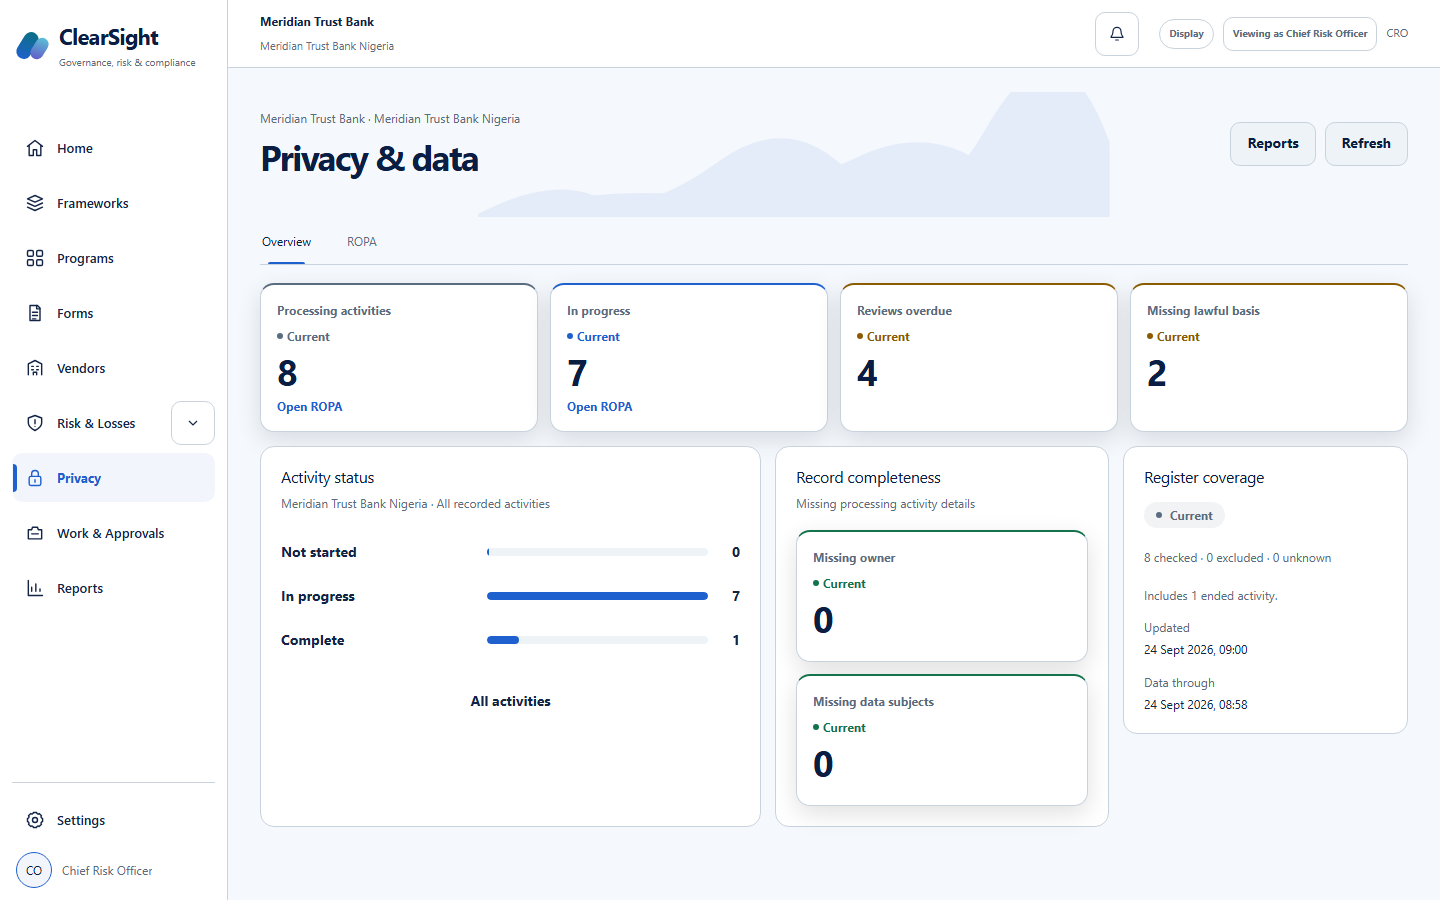 ClearSight
Governance, risk & compliance
Home
Frameworks
Programs
Forms
Vendors
Risk & Losses
Privacy
Work & Approvals
Reports
Settings
CO
Chief Risk Officer
Meridian Trust Bank
Meridian Trust Bank Nigeria
Display
Viewing as Chief Risk Officer
CRO
Meridian Trust Bank · Meridian Trust Bank Nigeria
Privacy & data
Reports
Refresh
Overview
ROPA
Processing activities
Current
8
Open ROPA
In progress
Current
7
Open ROPA
Reviews overdue
Current
4
Missing lawful basis
Current
2
Activity status
Meridian Trust Bank Nigeria · All recorded activities
Not started 0
In progress 7
Complete 1
All activities
Record completeness
Missing processing activity details
Missing owner
Current
0
Missing data subjects
Current
0
Register coverage
Current
8 checked · 0 excluded · 0 unknown
Includes 1 ended activity.
Updated
24 Sept 2026, 09:00
Data through
24 Sept 2026, 08:58